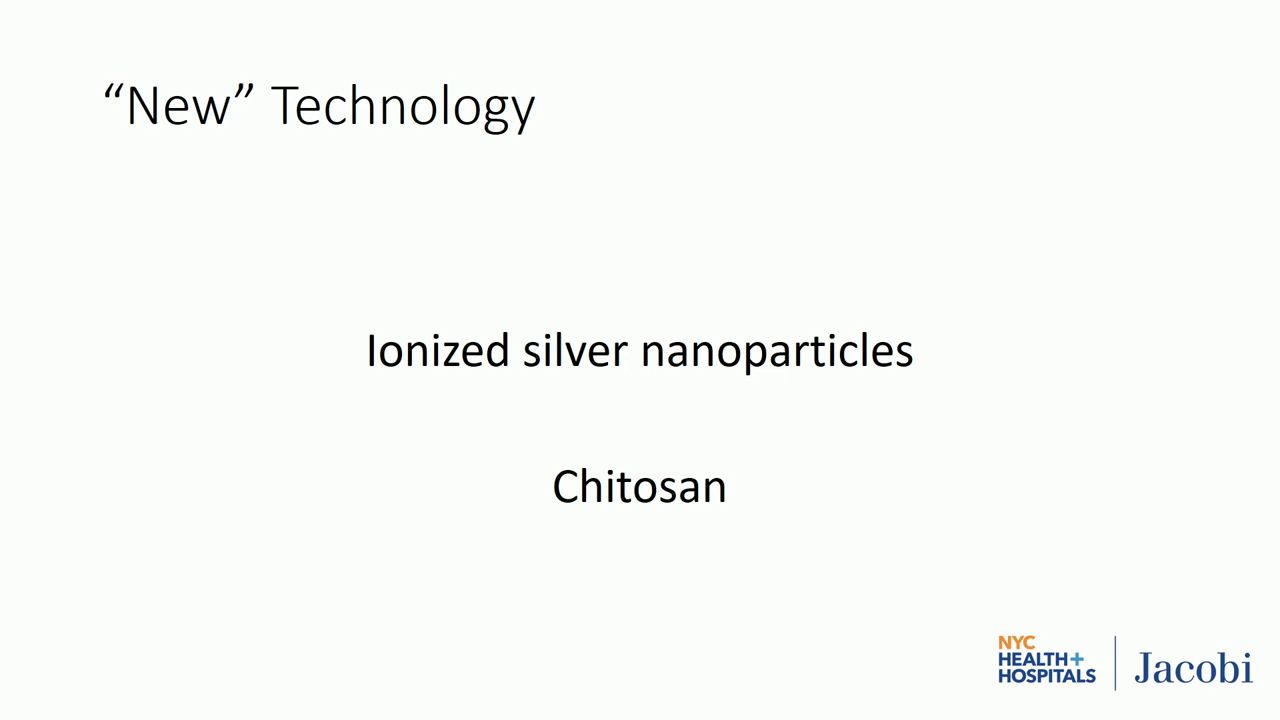 “New” Technology
Ionized silver nanoparticles
Chitosan
NYC
HEALTH+
HOSPITALS
Jacobi